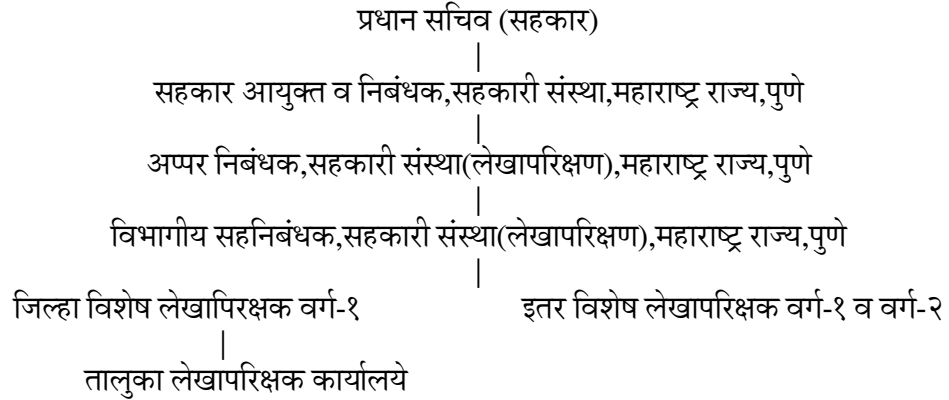 प्रधान सचिव (सहकार)
सहकार आयुक्त व निबंधक,सहकारी संस्था,महाराष्ट्र राज्य,पुणे
अप्पर निबंधक,सहकारी संस्था(लेखापरिक्षण),महाराष्ट्र राज्य,पुणे
विभागीय सहनिबंधक,सहकारी संस्था(लेखापरिक्षण),महाराष्ट्र राज्य,पुणे
जिल्हा विशेष लेखापिरक्षक वर्ग-१ इतर विशेष लेखापरिक्षक वर्ग-१ व वर्ग-२
तालुका लेखापरिक्षक कार्यालये